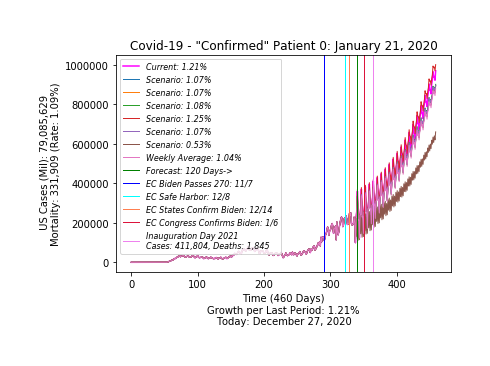 Covid-19 - "Confirmed" Patient 0: January 21, 2020
US Cases (Mil): 79,085,629
Mortality: 331,909 (Rate: 1.09%)
1000000
800000
600000
400000
200000
0
Current: 1.21%
Scenario: 1.07%
Scenario: 1.07%
Scenario: 1.08%
Scenario: 1.25%
Scenario: 1.07%
Scenario: 0.53%
Weekly Average: 1.04%
Forecast: 120 Days->
EC Biden Passes 270: 11/7
EC Safe Harbor: 12/8
EC States Confirm Biden: 12/14
EC Congress Confirms Biden: 1/6
Inauguration Day 2021
Cases: 411,804, Deaths: 1,845
0 100 200 300 400
Time (460 Days)
Growth per Last Period: 1.21%
Today: December 27, 2020